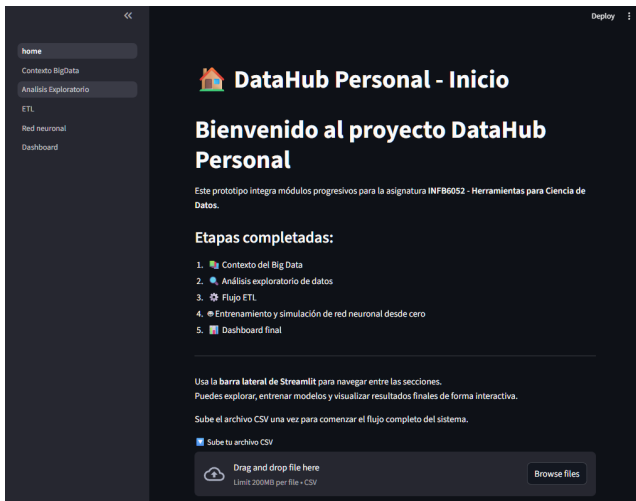 Deploy
home
Contexto BigData
Analisis Exploratorio
ETL
Red neuronal
Dashboard
DataHub Personal - Inicio
Bienvenido al proyecto DataHub
Personal
Este prototipo integra módulos progresivos para la asignatura INFB6052 - Herramientas para Ciencia de
Datos.
Etapas completadas:
1. Contexto del Big Data
2. Análisis exploratorio de datos
3. Flujo ETL
4. Entrenamiento y simulación de red neuronal desde cero
5. Dashboard final
Usa la barra lateral de Streamlit para navegar entre las secciones.
Puedes explorar, entrenar modelos y visualizar resultados finales de forma interactiva.
Sube el archivo CSV una vez para comenzar el flujo completo del sistema.
Sube tu archivo CSV
Drag and drop file here
Limit 200MB per file • CSV
Browse files